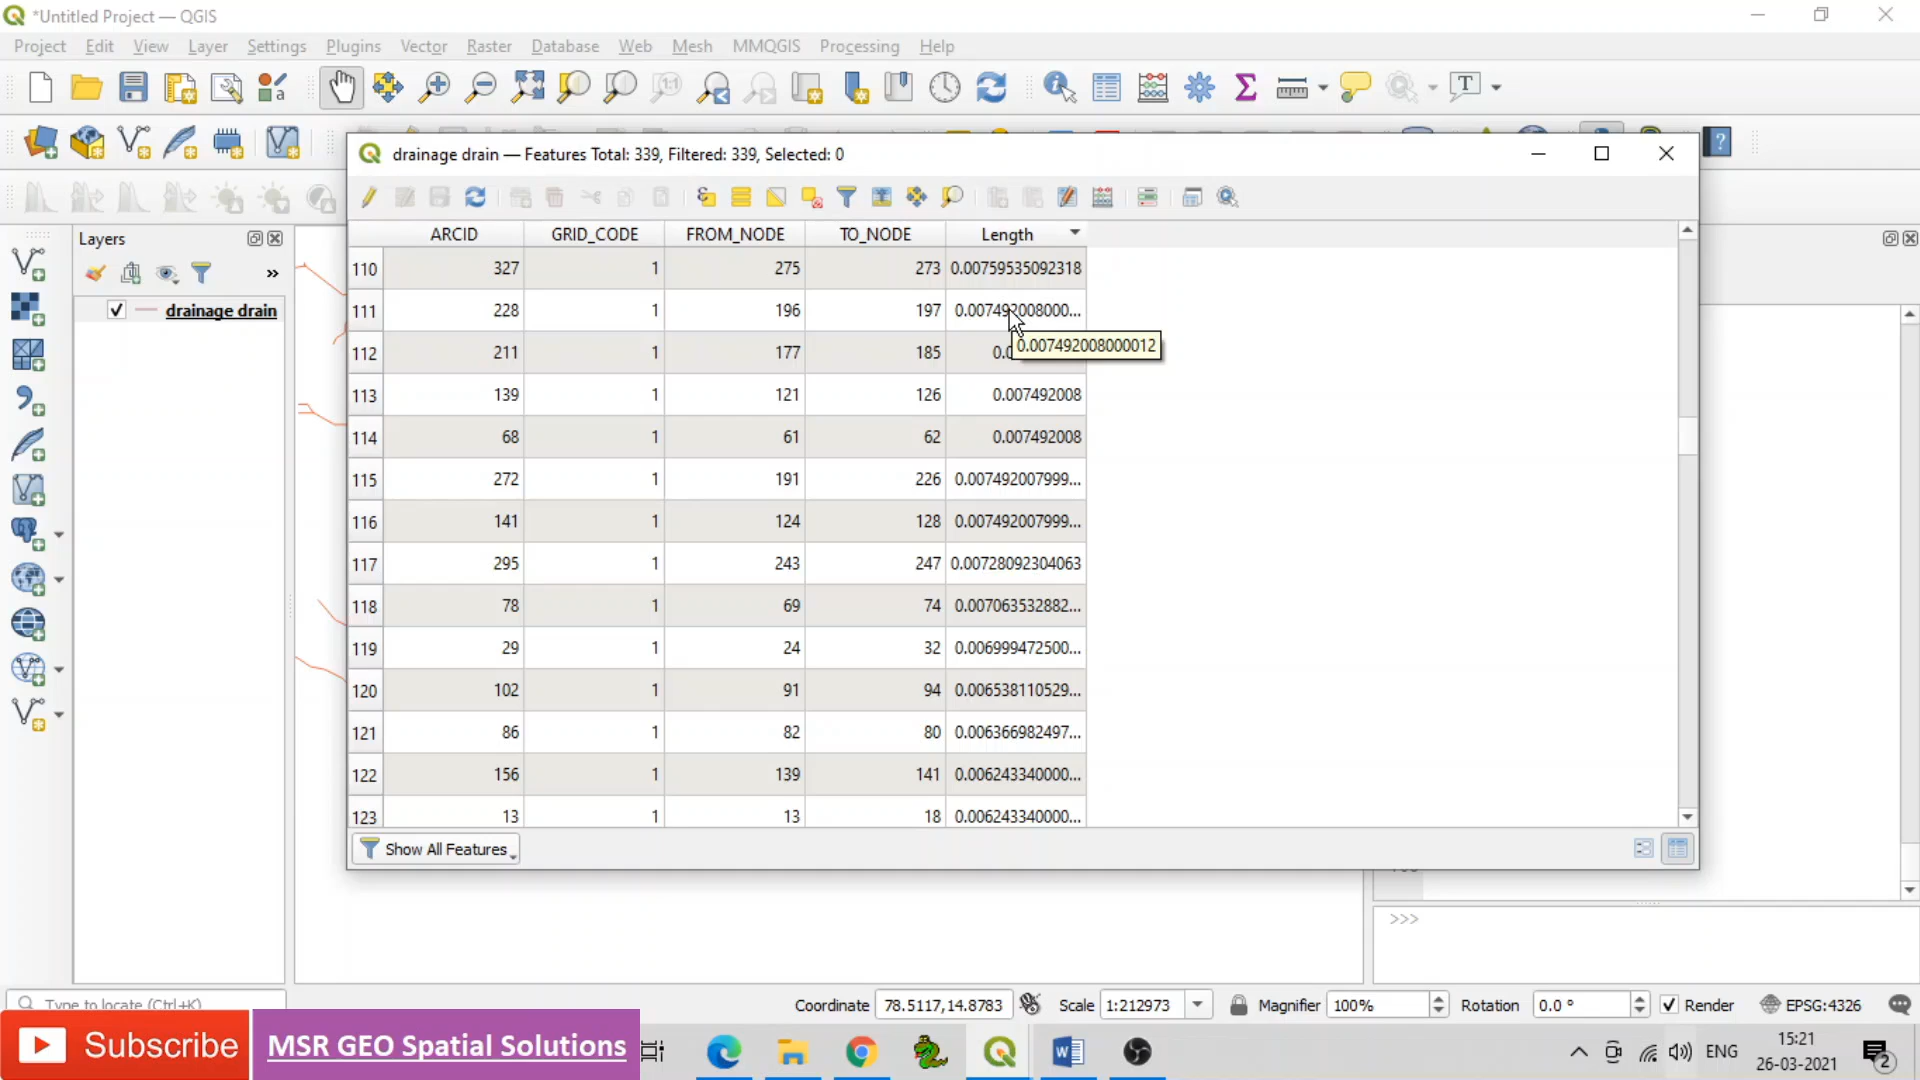 *Untitled Project — QGIS
Project Edit View Layer Settings Plugins Vector Raster Database Web Mesh MMQGIS Processing Help
drainage drain — Features Total: 339, Filtered: 339, Selected: 0
Layers
drainage drain
ARCID GRID_CODE FROM_NODE TO_NODE Length
110 327 1 275 273 0.00759535092318
111 228 1 196 197 0.007492008000...
0.007492008000012
112 211 1 177 185
113 139 1 121 126 0.007492008
114 68 1 61 62 0.007492008
115 272 1 191 226 0.007492007999...
116 141 1 124 128 0.007492007999...
117 295 1 243 247 0.00728092304063
118 78 1 69 74 0.007063532882...
119 29 1 24 32 0.006999472500...
120 102 1 91 94 0.006538110529...
121 86 1 82 80 0.006366982497...
122 156 1 139 141 0.006243340000...
123 13 1 13 18 0.006243340000...
Show All Features
>>>
Type to locate (Ctrl+K)
Coordinate 78.5117,14.8783 Scale 1:212973 Magnifier 100% Rotation 0.0 ° Render EPSG:4326
Subscribe MSR GEO Spatial Solutions
ENG
15:21
26-03-2021
2